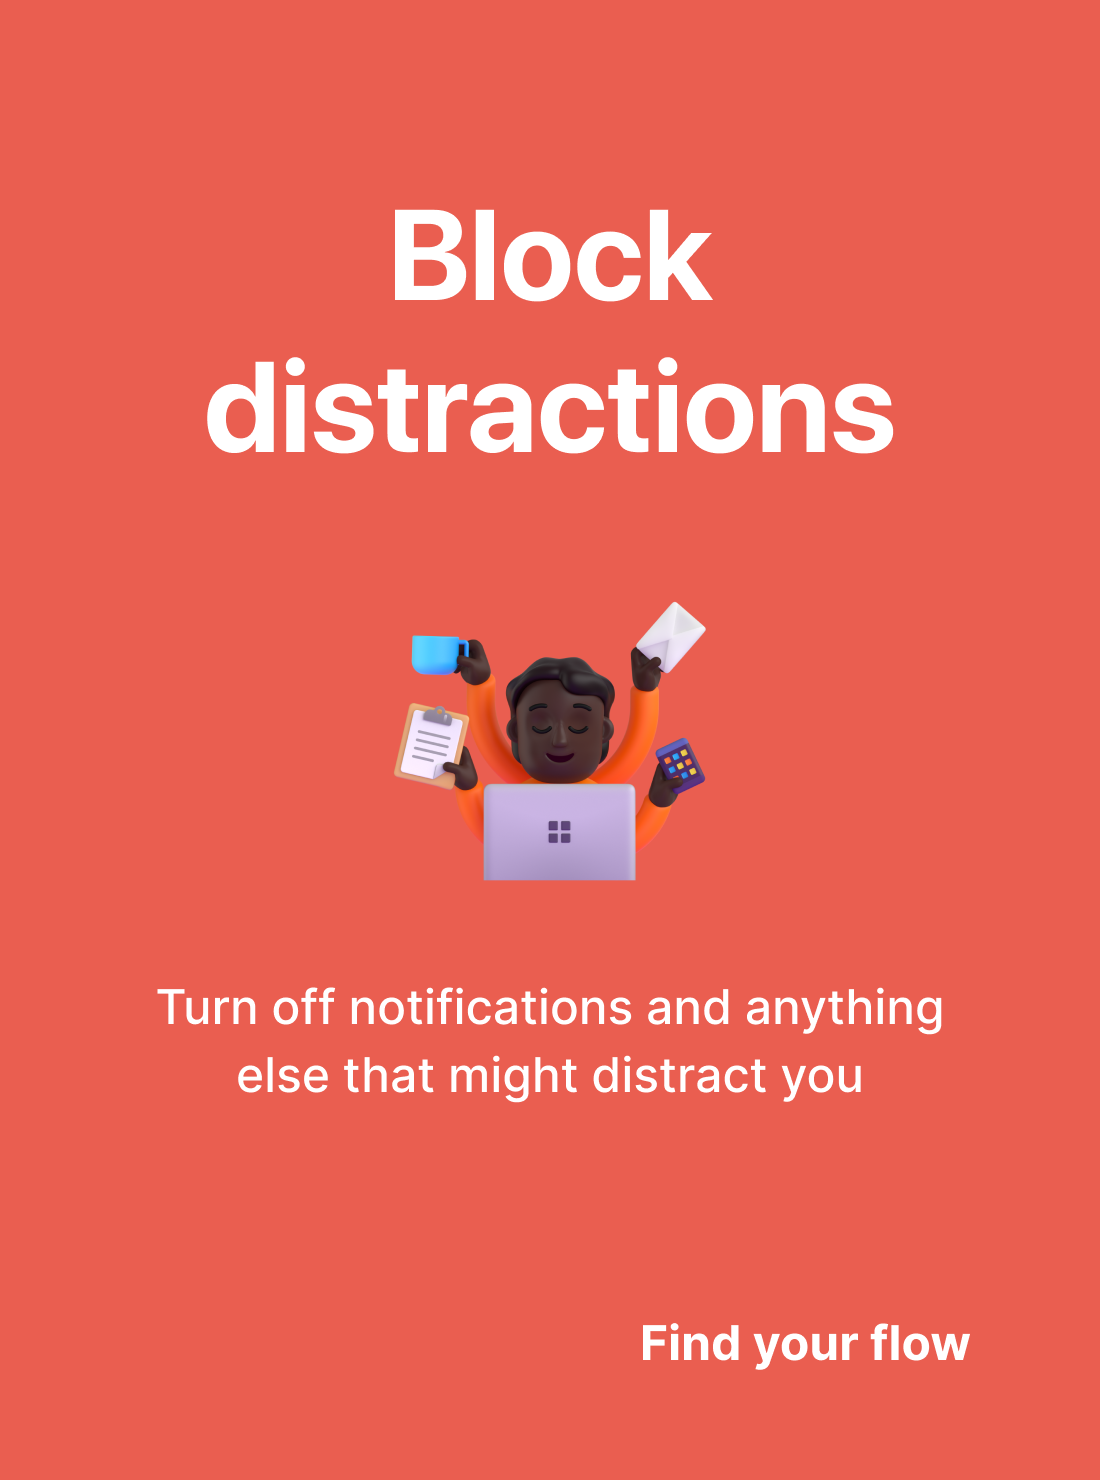 Block
distractions
Turn off notifications and anything
else that might distract you
Find your flow